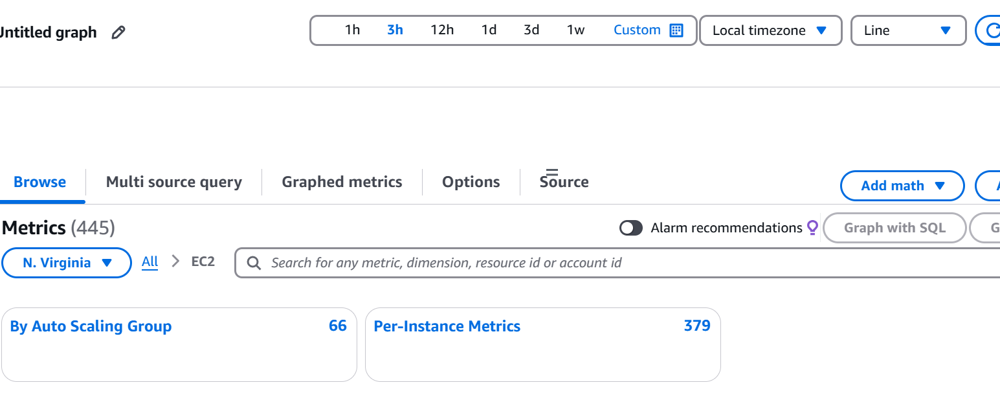 Untitled graph
1h 3h 12h 1d 3d 1w Custom Local timezone Line
Browse Multi source query Graphed metrics Options Source Add math
Metrics (445) Alarm recommendations Graph with SQL
N. Virginia All EC2 Search for any metric, dimension, resource id or account id
By Auto Scaling Group 66 Per-Instance Metrics 379